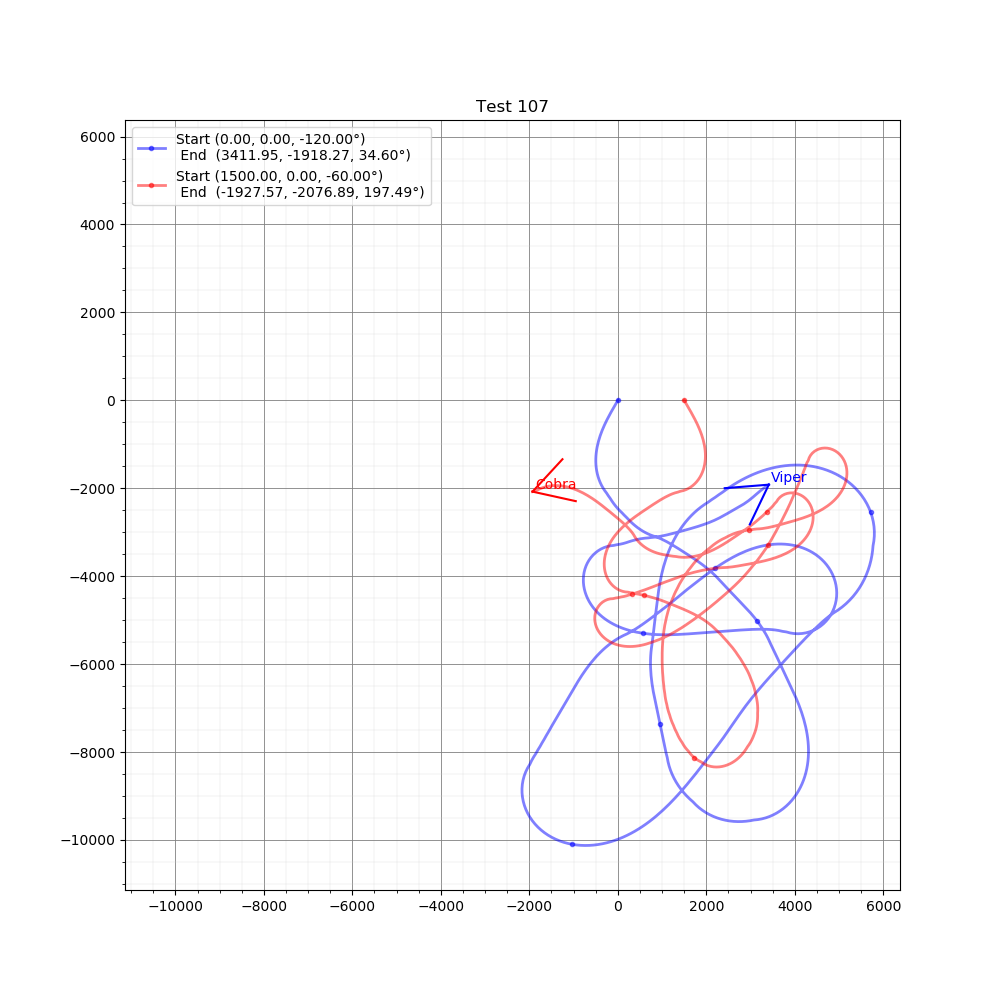 Test 107
Start (0.00, 0.00, -120.00°)
End  (3411.95, -1918.27, 34.60°)
Start (1500.00, 0.00, -60.00°)
End  (-1927.57, -2076.89, 197.49°)
6000
4000
2000
0
−2000
−4000
−6000
−8000
−10000
Viper
Cobra
−10000 −8000 −6000 −4000 −2000 0 2000 4000 6000